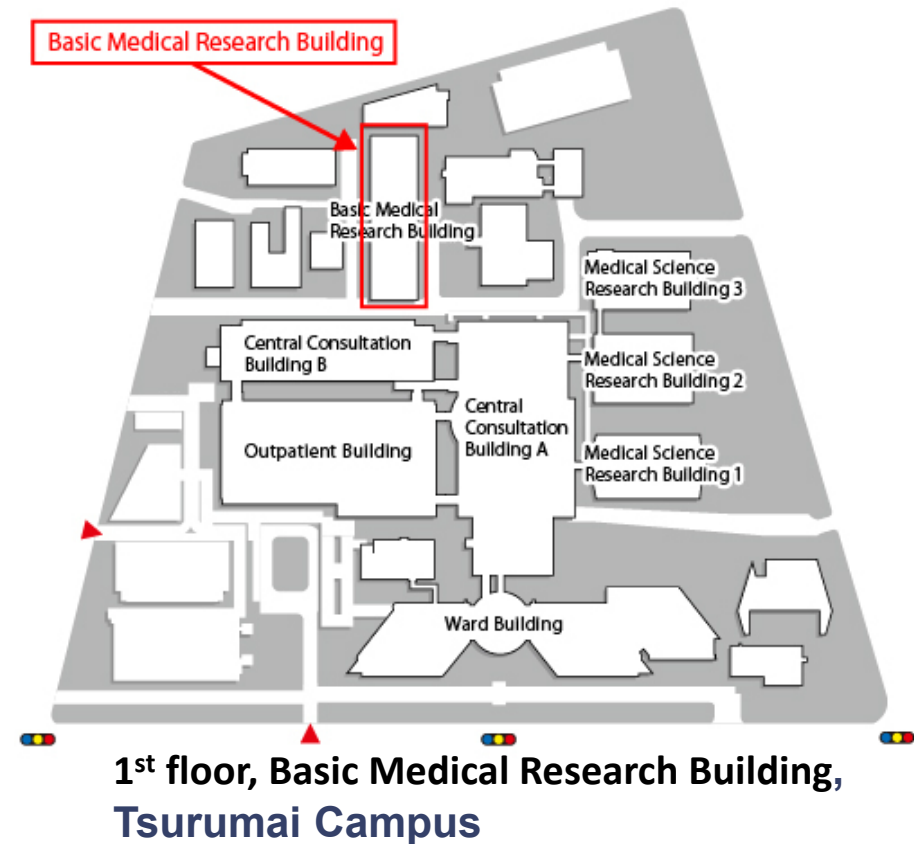 Basic Medical Research Building
Basic Medical
Research Building
Medical Science
Research Building 3
Central Consultation
Building B
Medical Science
Research Building 2
Central
Consultation
Building A
Outpatient Building
Medical Science
Research Building 1
Ward Building
1st floor, Basic Medical Research Building,
Tsurumai Campus